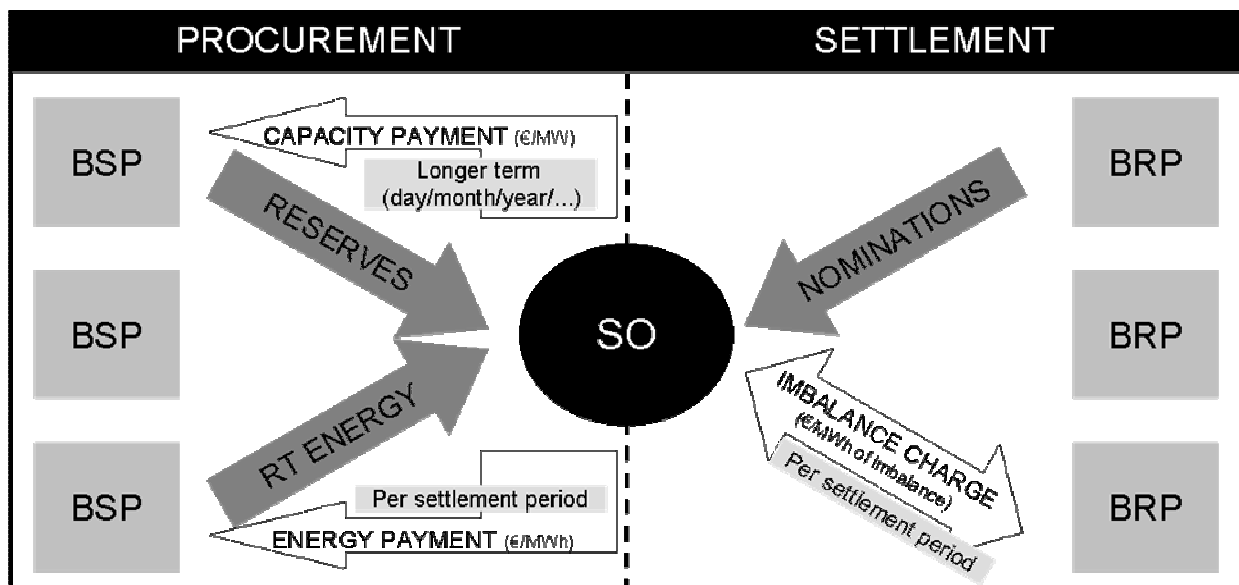 PROCUREMENT
SETTLEMENT
BSP
CAPACITY PAYMENT (€/MW)
Longer term
(day/month/year/...)
RESERVES
BSP
SO
RT ENERGY
BSP
Per settlement period
ENERGY PAYMENT (€/MWh)
BRP
NOMINATIONS
BRP
IMBALANCE CHARGE
(€/MWh of Imbalance)
Per settlement period
BRP